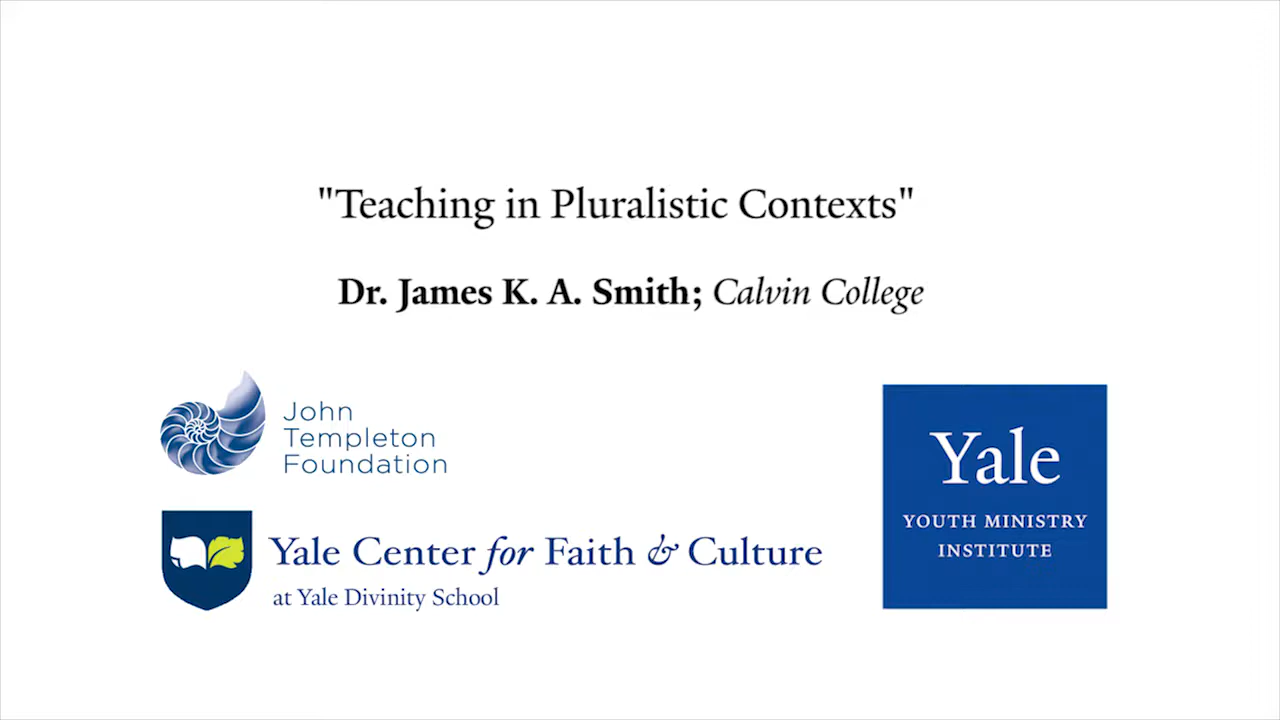 "Teaching in Pluralistic Contexts"
Dr. James K. A. Smith; Calvin College
John
Templeton
Foundation
Yale Center for Faith & Culture
at Yale Divinity School
Yale
YOUTH MINISTRY
INSTITUTE